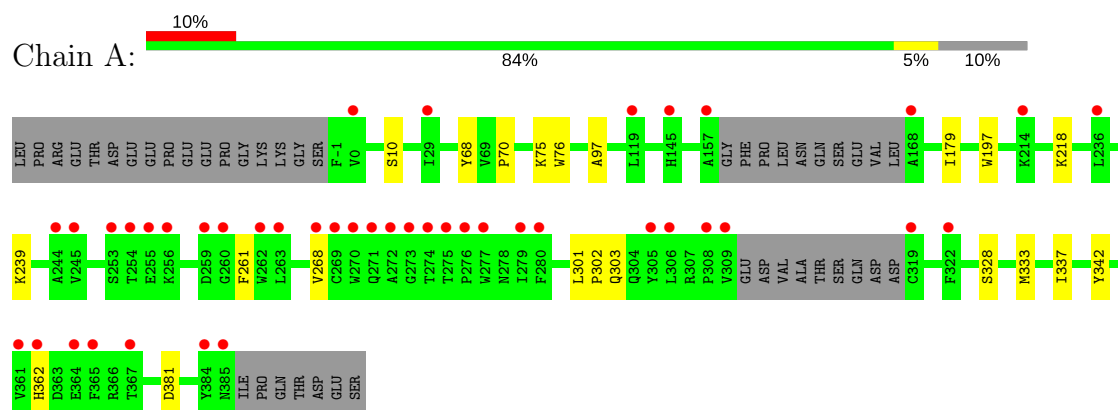 10%
Chain A:
84% 5% 10%
LEU PRO ARG GLU THR ASP GLU GLU PRO GLU GLU PRO GLY LYS LYS GLY SER F-1 V0 S10 I29 Y68 V69 P70 K75 W76 A97 L119 H145 A157 GLY PHE PRO LEU ASN GLN SER GLU VAL LEU A168 I179 W197 K214 K218 L236
K239 A244 V245 S253 T254 E255 K256 D259 G260 F261 W262 L263 V268 C269 W270 Q271 A272 G273 T274 T275 P276 W277 N278 I279 F280 L301 P302 Q303 Q304 Y305 L306 R307 P308 V309 GLU ASP VAL ALA THR SER GLN ASP ASP C319 F322 S328 M333 I337 Y342
V361 H362 D363 E364 F365 R366 T367 D381 Y384 N385 ILE PRO GLN THR ASP GLU SER